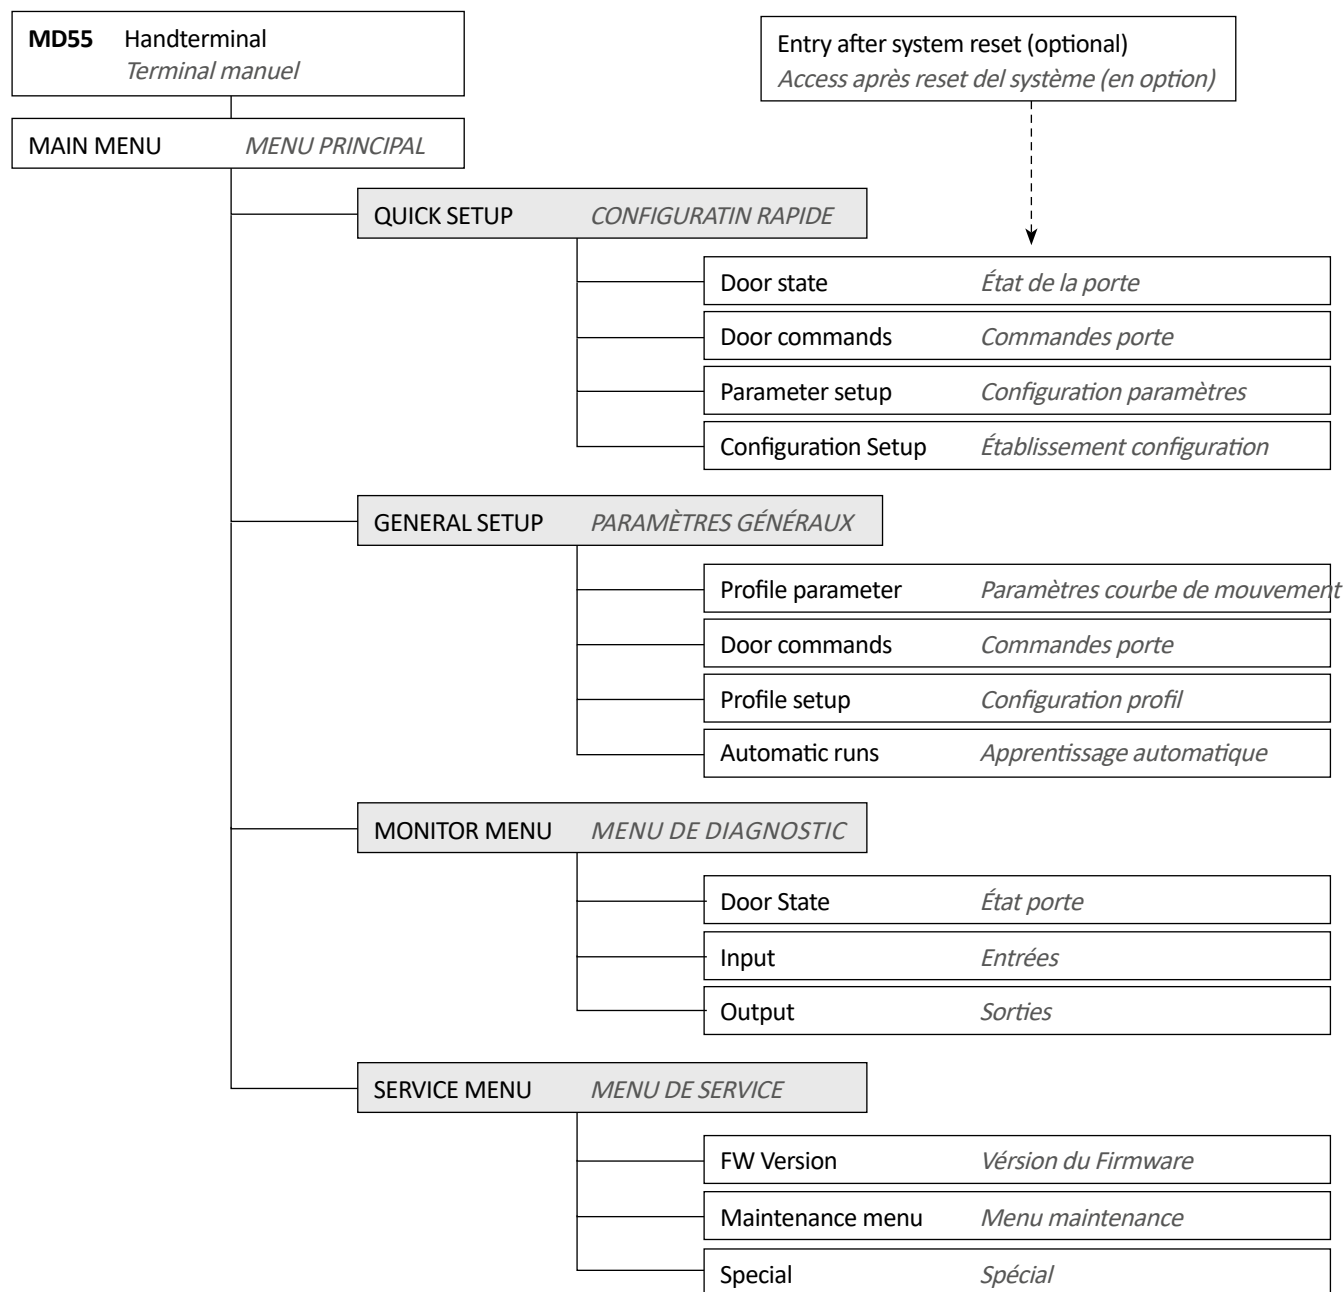 MD55 Handterminal
Terminal manuel
Entry after system reset (optional)
Access après reset del système (en option)
MAIN MENU MENU PRINCIPAL
QUICK SETUP CONFIGURATIN RAPIDE
Door state État de la porte
Door commands Commandes porte
Parameter setup Configuration paramètres
Configuration Setup Établissement configuration
GENERAL SETUP PARAMÈTRES GÉNÉRAUX
Profile parameter Paramètres courbe de mouvement
Door commands Commandes porte
Profile setup Configuration profil
Automatic runs Apprentissage automatique
MONITOR MENU MENU DE DIAGNOSTIC
Door State État porte
Input Entrées
Output Sorties
SERVICE MENU MENU DE SERVICE
FW Version Vérsion du Firmware
Maintenance menu Menu maintenance
Special Spécial